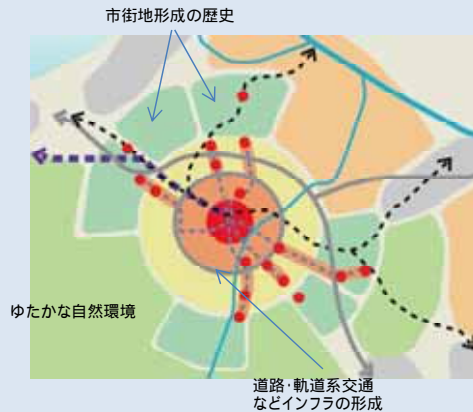 市街地形成の歴史
ゆたかな自然環境
道路・軌道系交通
などインフラの形成